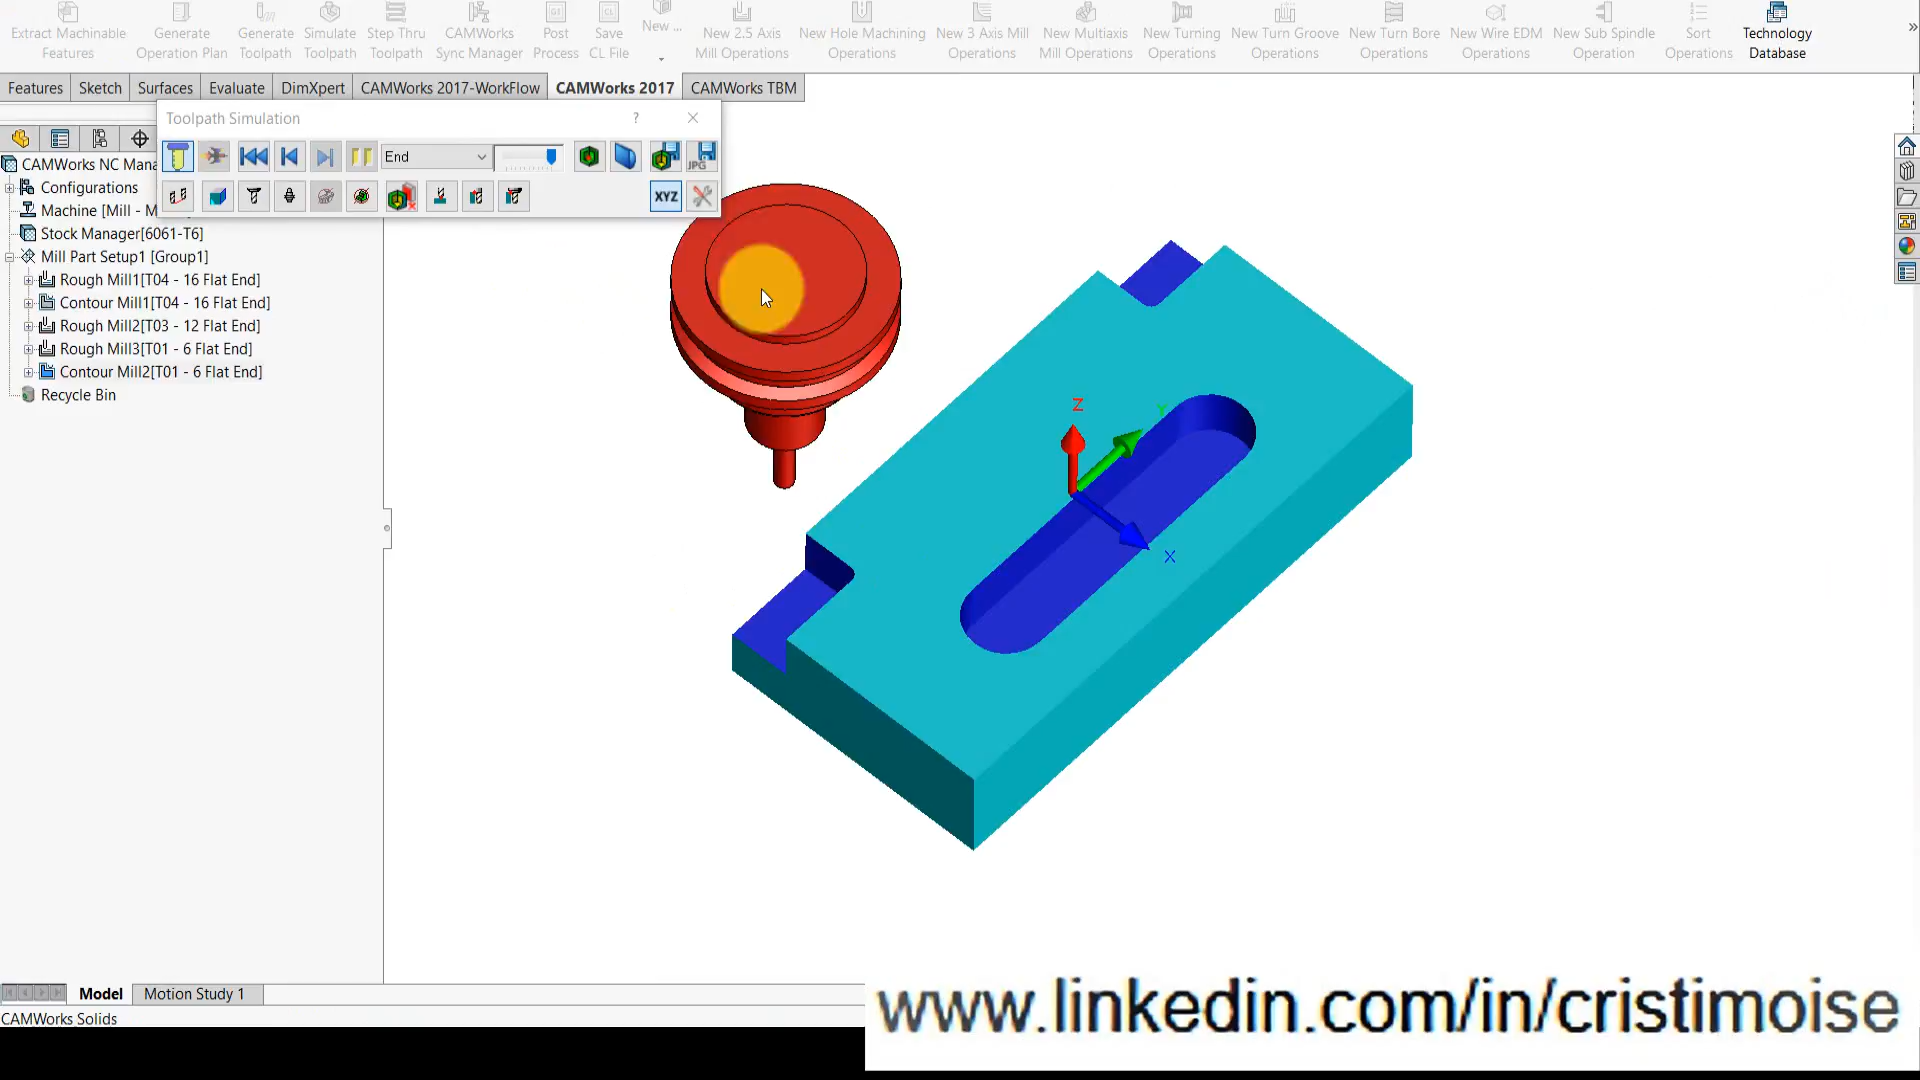 Extract Machinable Features
Generate Operation Plan
Generate Toolpath
Simulate Toolpath
Step Thru Toolpath
CAMWorks Sync Manager
Post Process
Save CL File
New ...
New 2.5 Axis Mill Operations
New Hole Machining Operations
New 3 Axis Mill Operations
New Multiaxis Mill Operations
New Turning Operations
New Turn Groove Operations
New Turn Bore Operations
New Wire EDM Operations
New Sub Spindle Operation
Sort Operations
Technology Database
Features
Sketch
Surfaces
Evaluate
DimXpert
CAMWorks 2017-WorkFlow
CAMWorks 2017
CAMWorks TBM
Toolpath Simulation
?
End
JPG
XYZ
CAMWorks NC Mana
Configurations
Machine [Mill - M
Stock Manager[6061-T6]
Mill Part Setup1 [Group1]
Rough Mill1[T04 - 16 Flat End]
Contour Mill1[T04 - 16 Flat End]
Rough Mill2[T03 - 12 Flat End]
Rough Mill3[T01 - 6 Flat End]
Contour Mill2[T01 - 6 Flat End]
Recycle Bin
Z
Y
X
Model
Motion Study 1
CAMWorks Solids
www.linkedin.com/in/cristimoise